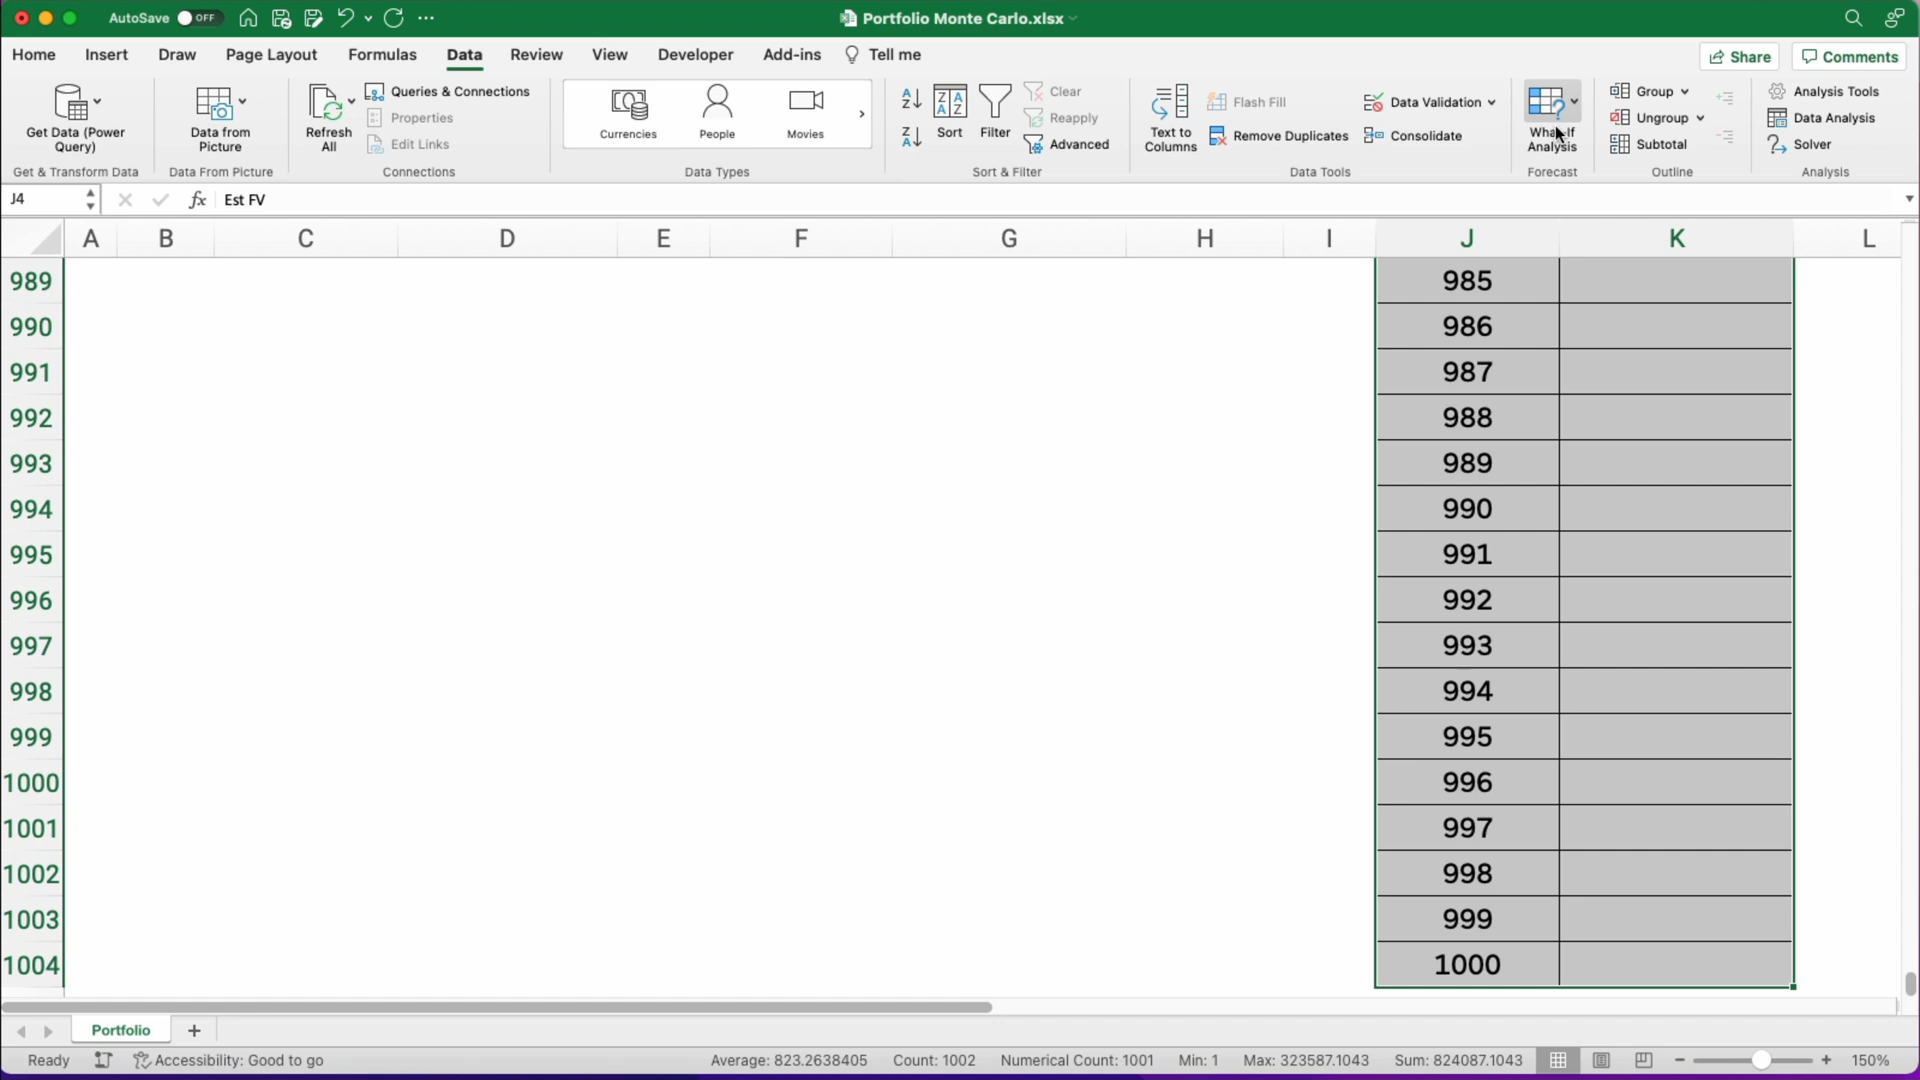 AutoSave OFF
Portfolio Monte Carlo.xlsx
Home Insert Draw Page Layout Formulas Data Review View Developer Add-ins Tell me
Share Comments
Get Data (Power Query)
Get & Transform Data
Data from Picture
Data From Picture
Refresh All
Queries & Connections
Properties
Edit Links
Connections
Currencies People Movies
Data Types
Sort
Filter
Clear
Reapply
Advanced
Sort & Filter
Text to Columns
Flash Fill
Remove Duplicates
Data Validation
Consolidate
Data Tools
What-If Analysis
Forecast
Group
Ungroup
Subtotal
Outline
Analysis Tools
Data Analysis
Solver
Analysis
J4 fx Est FV
A B C D E F G H I J K L
989 985
990 986
991 987
992 988
993 989
994 990
995 991
996 992
997 993
998 994
999 995
1000 996
1001 997
1002 998
1003 999
1004 1000
Portfolio
Ready Accessibility: Good to go Average: 823.2638405 Count: 1002 Numerical Count: 1001 Min: 1 Max: 323587.1043 Sum: 824087.1043 150%